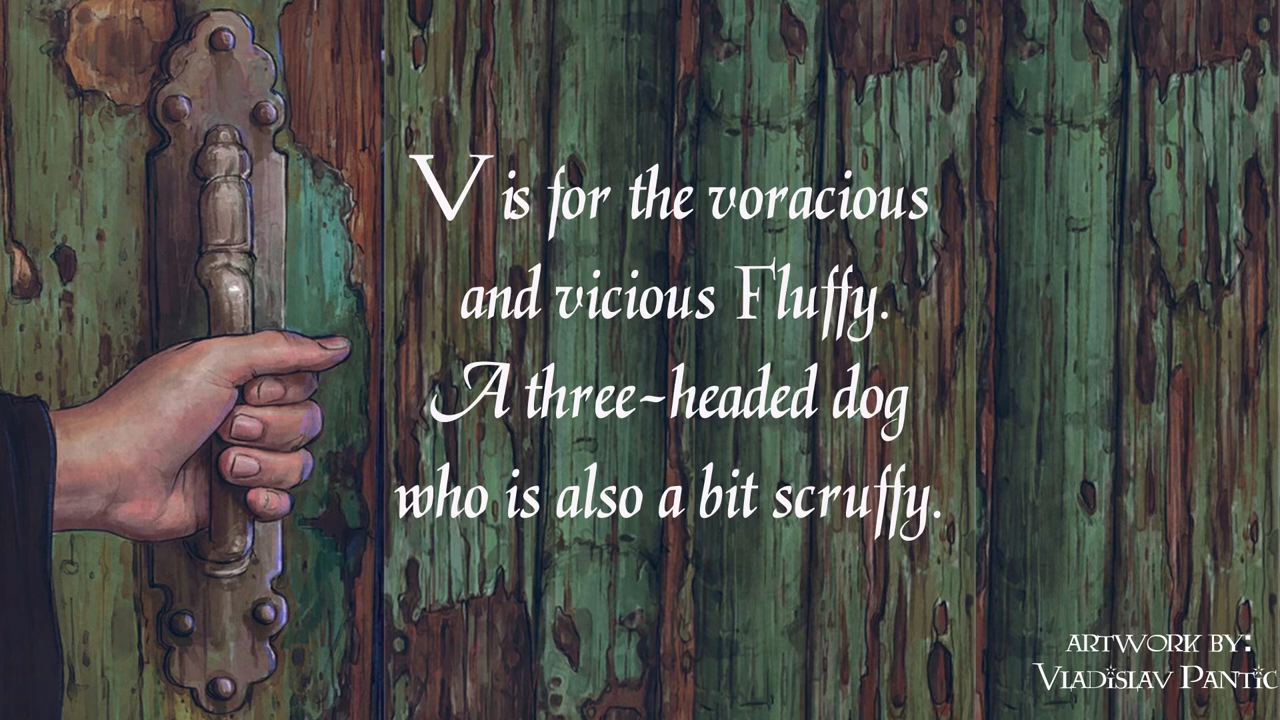 V is for the voracious
and vicious Fluffy.
A three-headed dog
who is also a bit scruffy.
ARTWORK BY:
VLADISLAV PANTIC